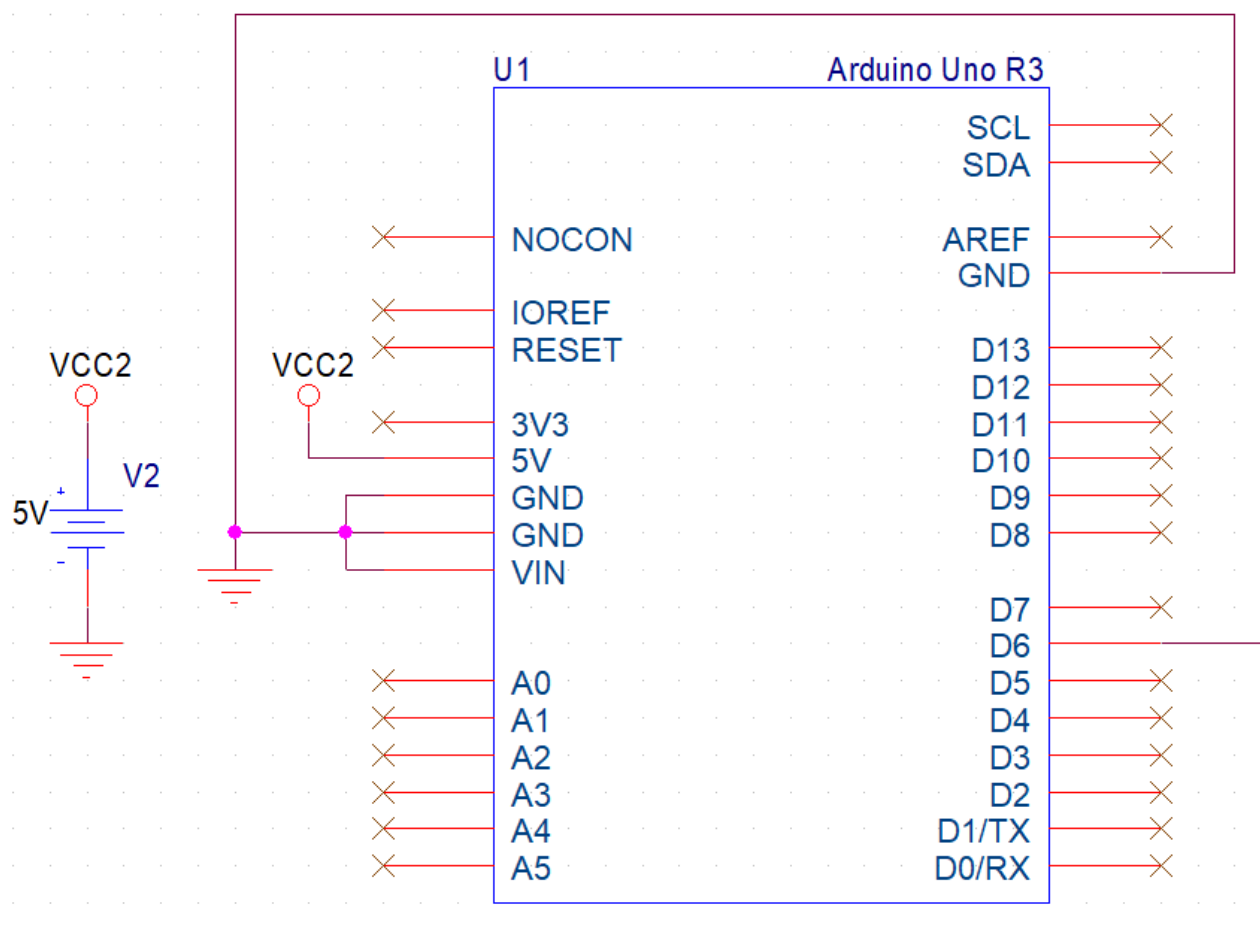 U1
Arduino Uno R3
SCL
SDA
NOCON
AREF
GND
IOREF
RESET
D13
VCC2
VCC2
D12
3V3
D11
5V
D10
V2
+
5V
-
GND
D9
GND
D8
VIN
D7
D6
A0
D5
A1
D4
A2
D3
A3
D2
A4
D1/TX
A5
D0/RX